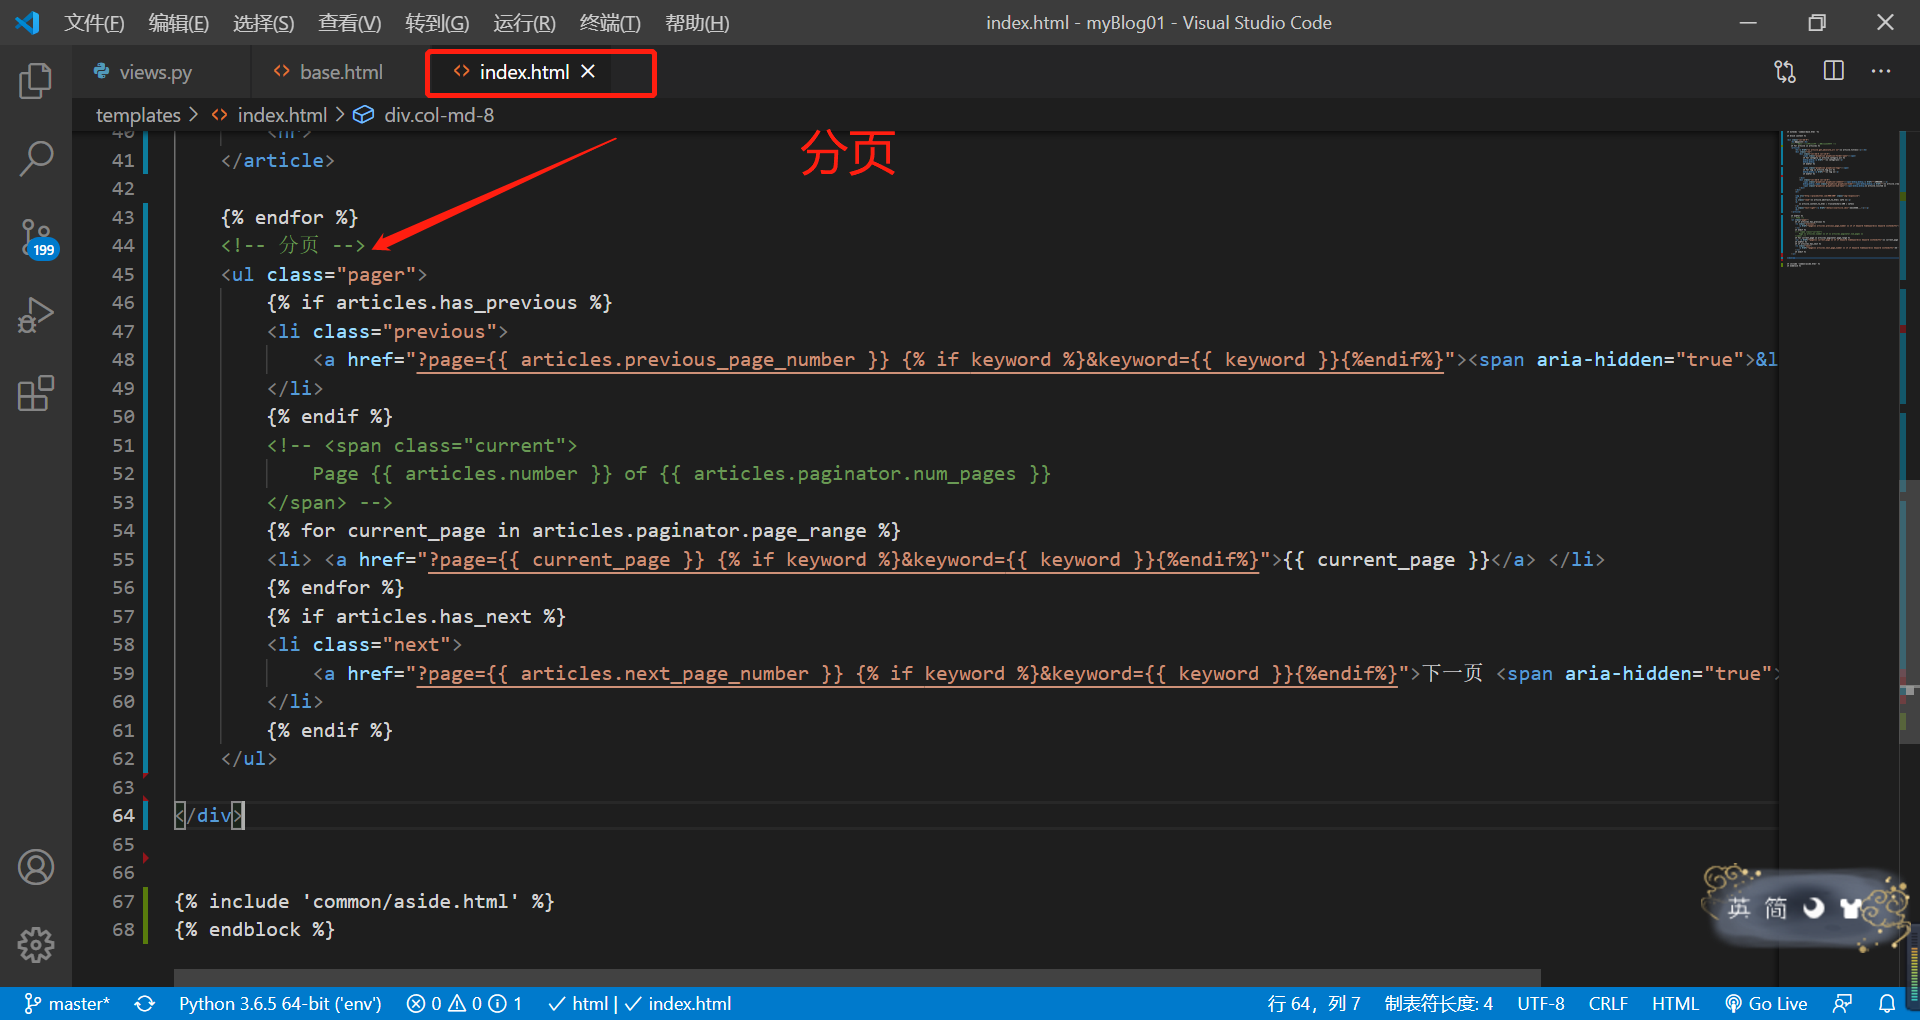 文件(F) 编辑(E) 选择(S) 查看(V) 转到(G) 运行(R) 终端(T) 帮助(H) index.html - myBlog01 - Visual Studio Code
views.py base.html index.html
templates > index.html > div.col-md-8
分页
40 <hr>
41 </article>
42
43 {% endfor %}
44 <!-- 分页 -->
45 <ul class="pager">
46 {% if articles.has_previous %}
47 <li class="previous">
48 <a href="?page={{ articles.previous_page_number }} {% if keyword %}&keyword={{ keyword }}{%endif%}"><span aria-hidden="true">&l
49 </li>
50 {% endif %}
51 <!-- <span class="current">
52 Page {{ articles.number }} of {{ articles.paginator.num_pages }}
53 </span> -->
54 {% for current_page in articles.paginator.page_range %}
55 <li> <a href="?page={{ current_page }} {% if keyword %}&keyword={{ keyword }}{%endif%}">{{ current_page }}</a> </li>
56 {% endfor %}
57 {% if articles.has_next %}
58 <li class="next">
59 <a href="?page={{ articles.next_page_number }} {% if keyword %}&keyword={{ keyword }}{%endif%}">下一页 <span aria-hidden="true">
60 </li>
61 {% endif %}
62 </ul>
63
64 </div>
65
66
67 {% include 'common/aside.html' %}
68 {% endblock %}
199
英 简
master* Python 3.6.5 64-bit ('env') 0 0 1 html | index.html 行 64，列 7 制表符长度: 4 UTF-8 CRLF HTML Go Live